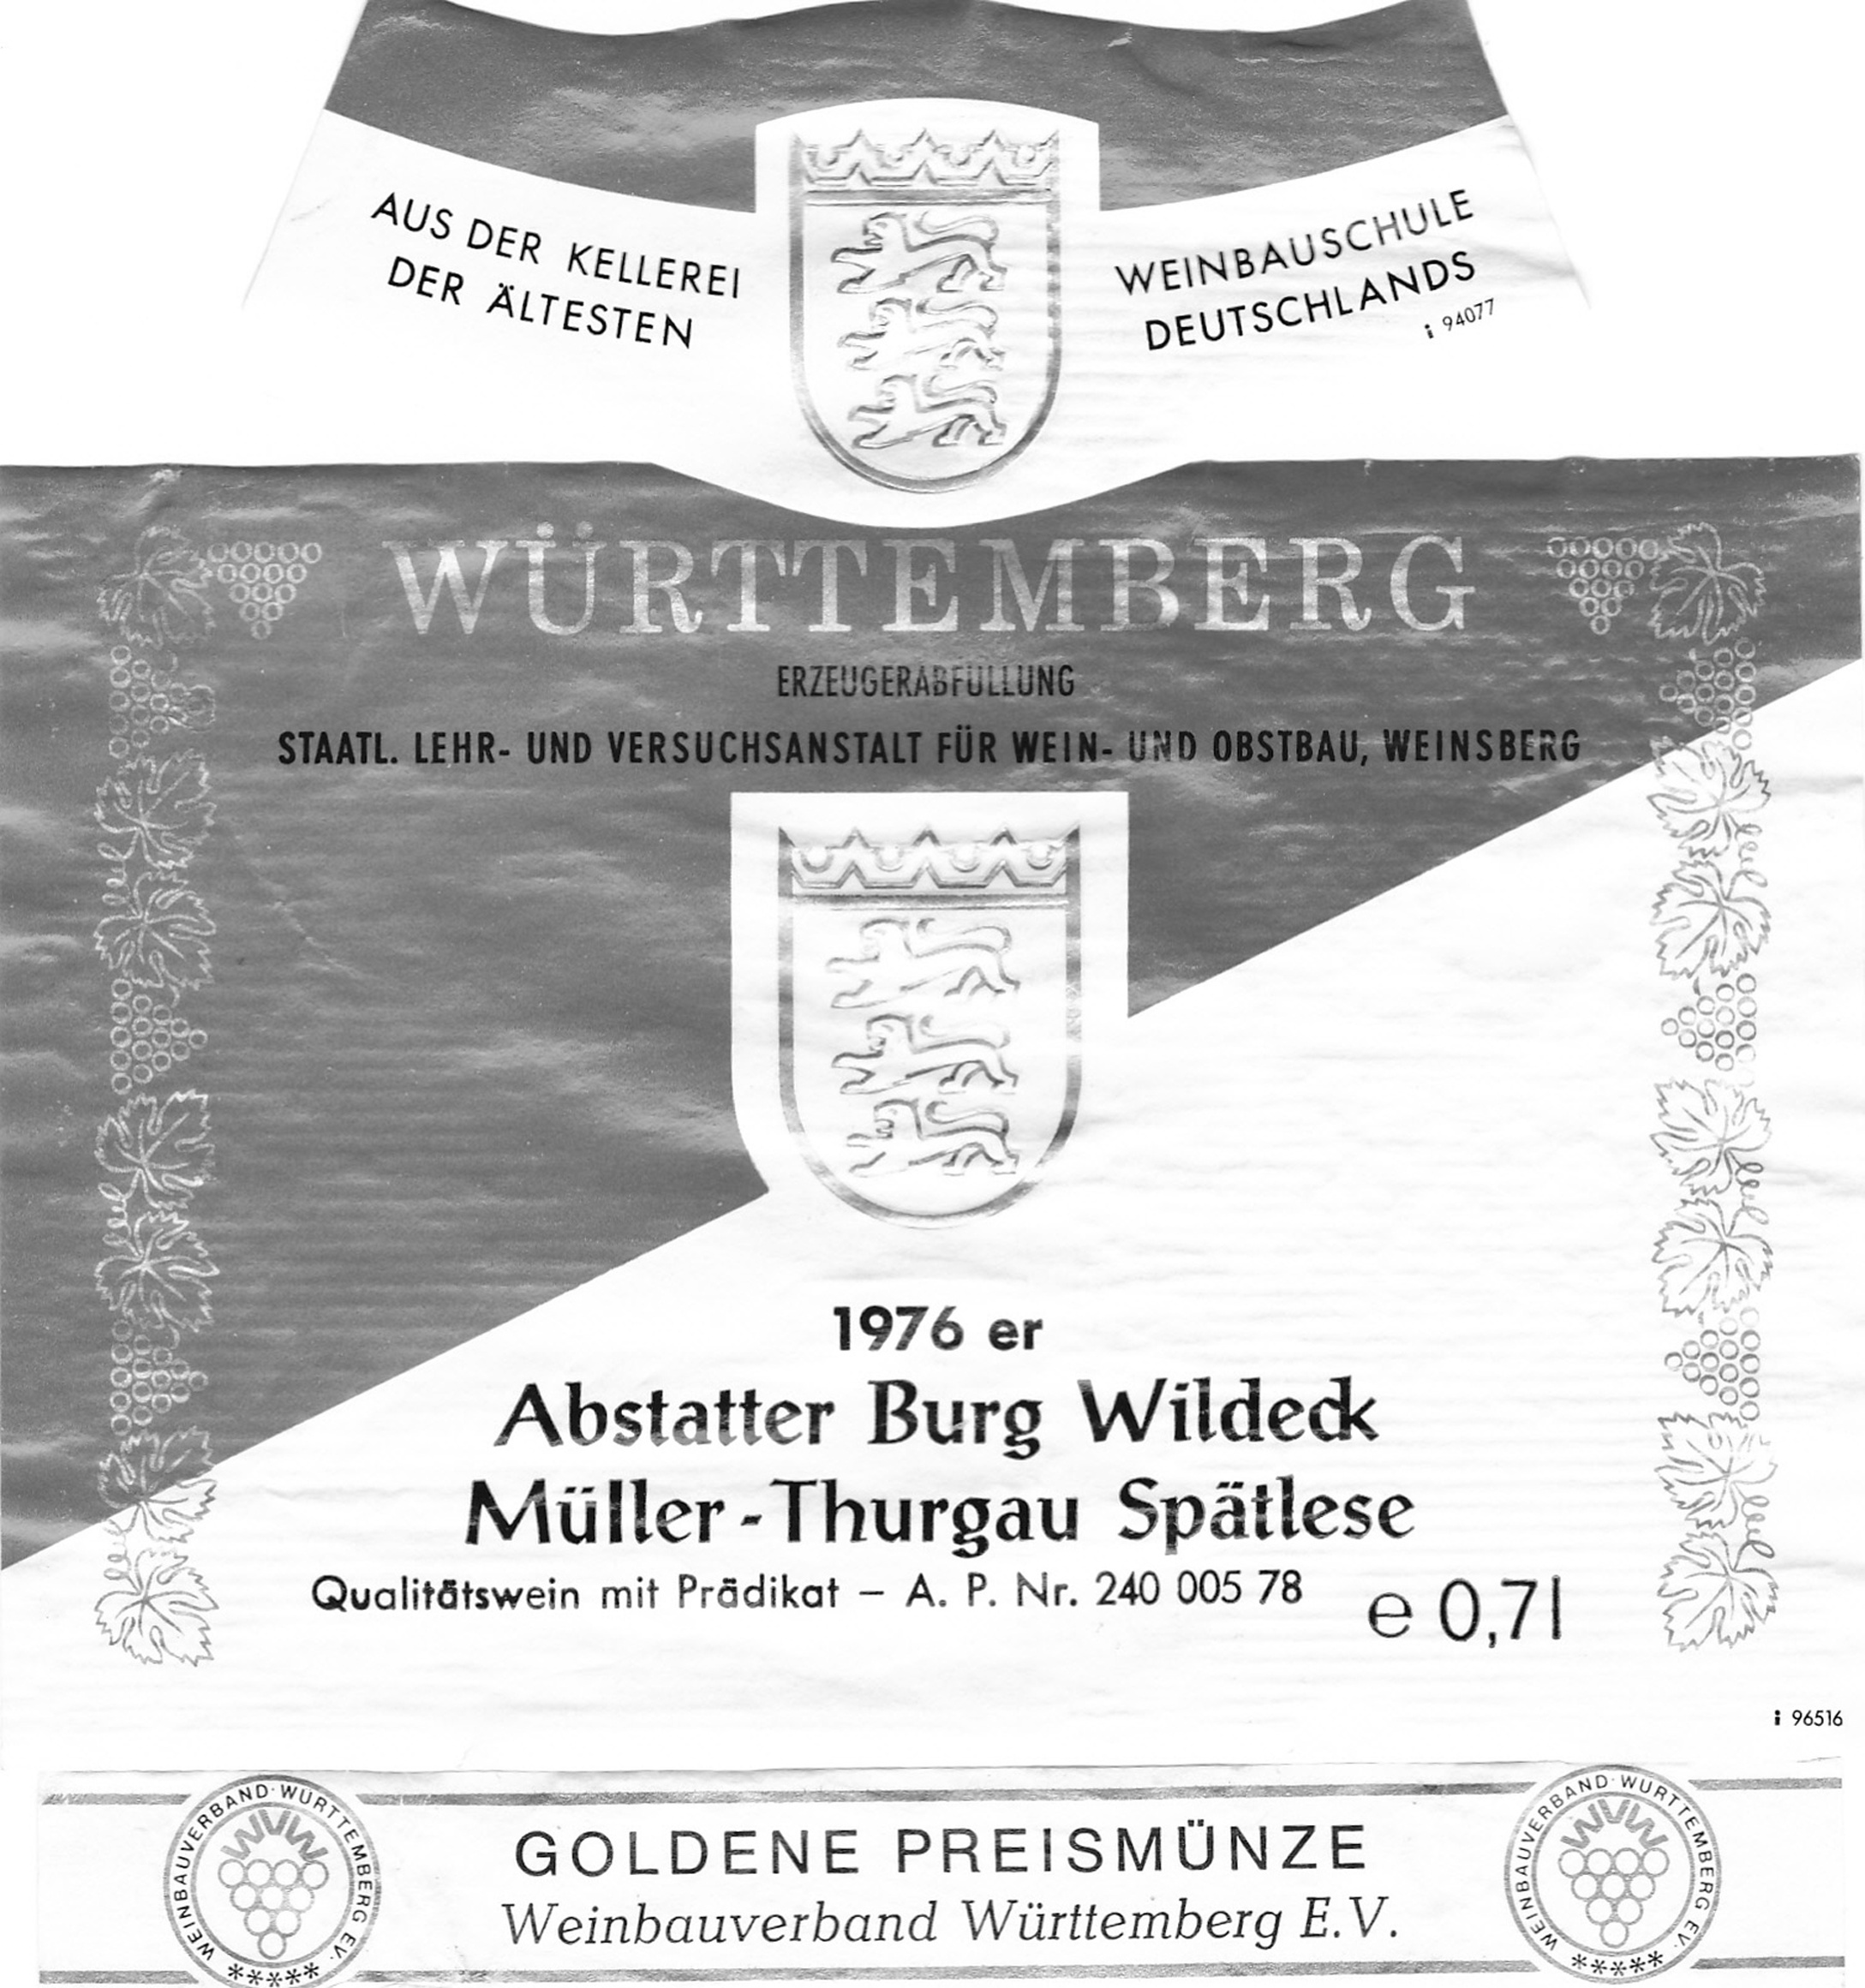 AUS DER KELLEREI
DER ÄLTESTEN
WEINBAUSCHULE
DEUTSCHLANDS
i 94077
WÜRTTEMBERG
ERZEUGERABFÜLLUNG
STAATL. LEHR- UND VERSUCHSANSTALT FÜR WEIN- UND OBSTBAU, WEINSBERG
1976 er
Abstatter Burg Wildeck
Müller-Thurgau Spätlese
Qualitätswein mit Prädikat – A. P. Nr. 240 005 78
e 0,7l
i 96516
WEINBAUVERBAND·WÜRTTEMBERG E.V.·
WVW
*****
GOLDENE PREISMÜNZE
Weinbauverband Württemberg E.V.
WEINBAUVERBAND·WÜRTTEMBERG E.V.·
WVW
*****